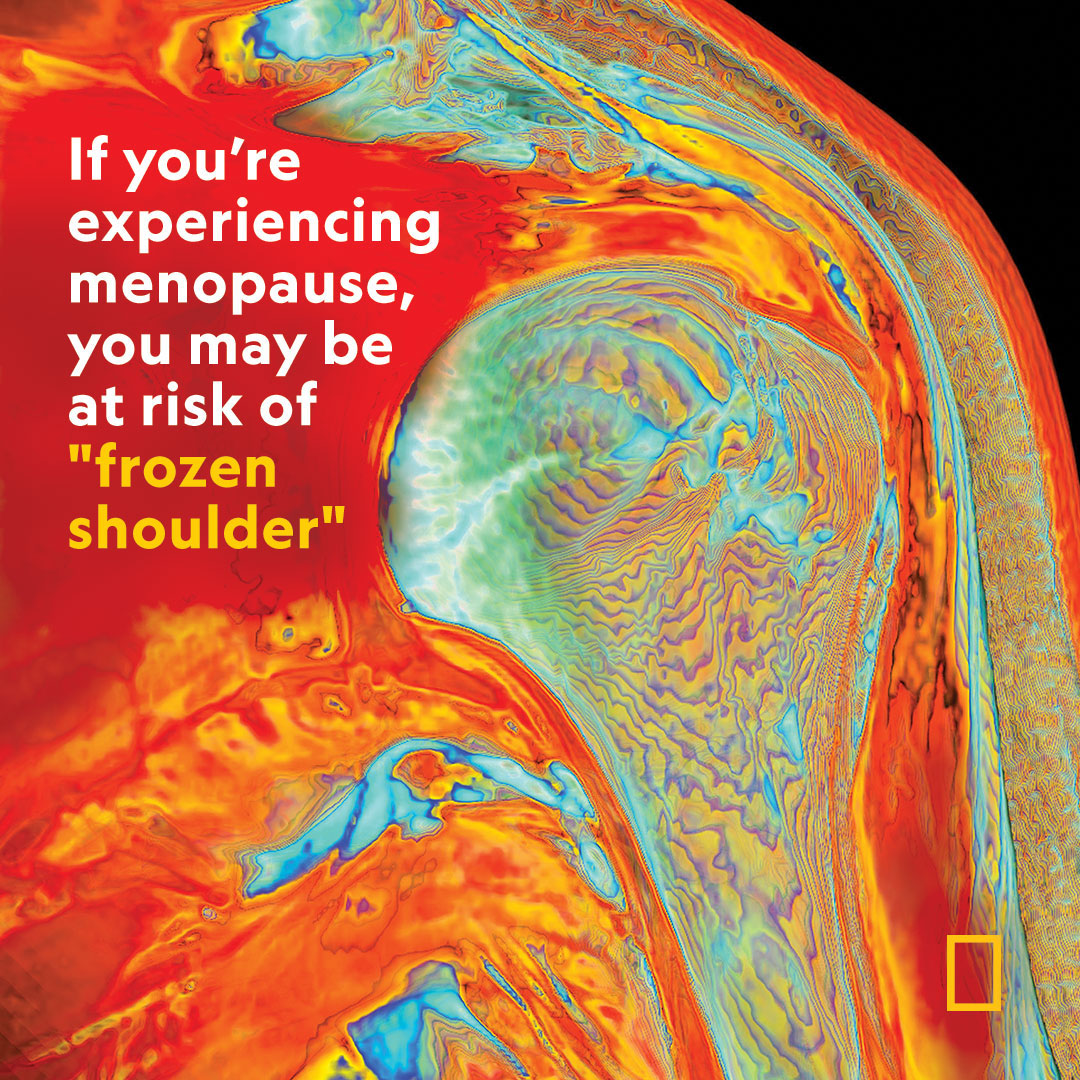 If you’re
experiencing
menopause,
you may be
at risk of
"frozen
shoulder"